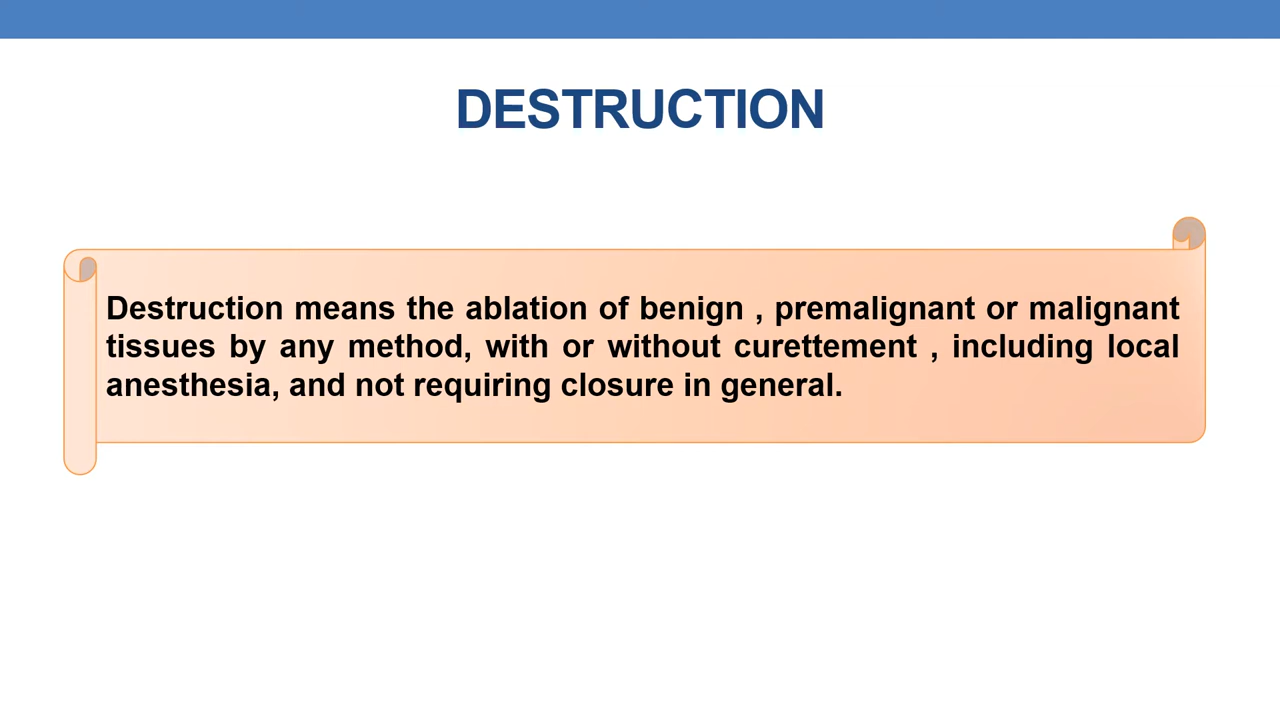 DESTRUCTION
Destruction means the ablation of benign , premalignant or malignant
tissues by any method, with or without curettement , including local
anesthesia, and not requiring closure in general.